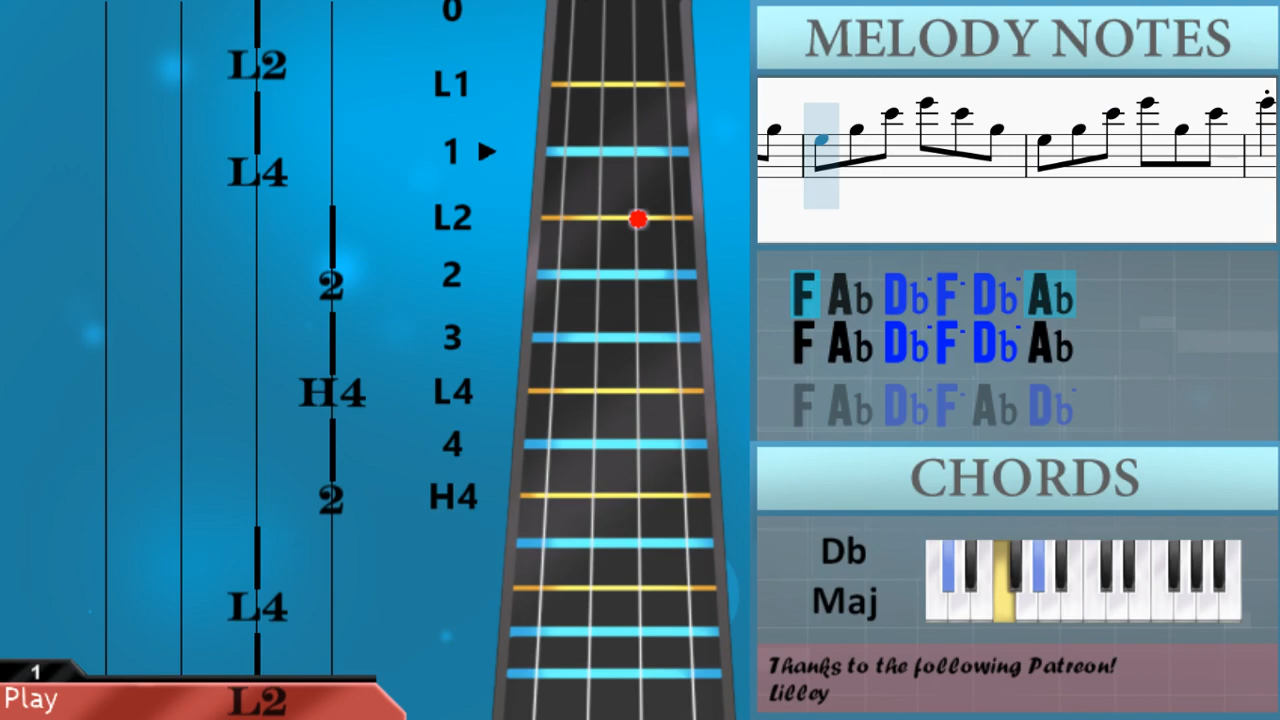 L2
L4
2
H4
2
L4
L2
1
Play
0
L1
1
L2
2
3
L4
4
H4
MELODY NOTES
F Ab Db- F- Db- Ab
F Ab Db- F- Db- Ab
F Ab Db- F- Ab Db-
CHORDS
Db
Maj
Thanks to the following Patreon!
Lilley